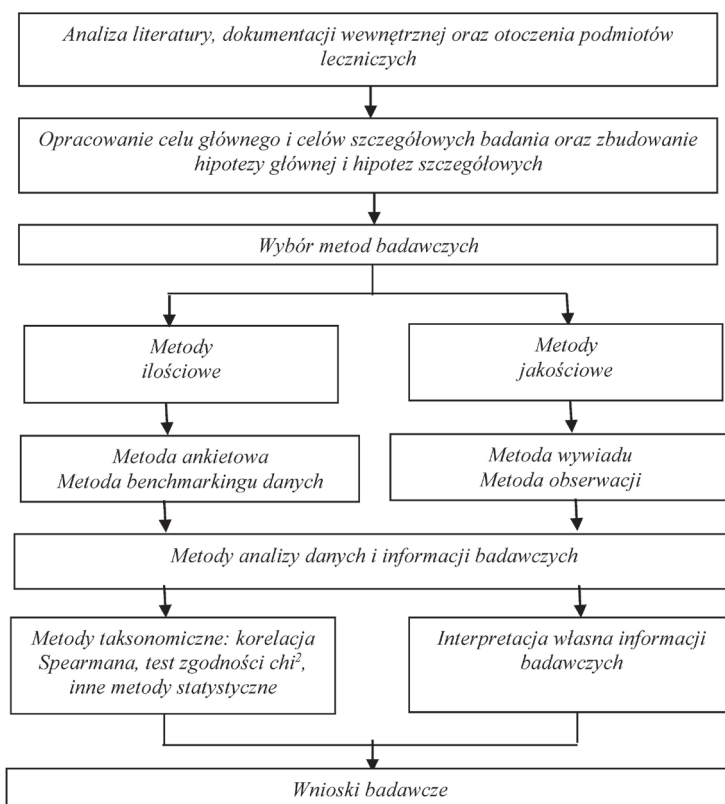 Analiza literatury, dokumentacji wewnętrznej oraz otoczenia podmiotów
leczniczych
Opracowanie celu głównego i celów szczegółowych badania oraz zbudowanie
hipotezy głównej i hipotez szczegółowych
Wybór metod badawczych
Metody
ilościowe
Metody
jakościowe
Metoda ankietowa
Metoda benchmarkingu danych
Metoda wywiadu
Metoda obserwacji
Metody analizy danych i informacji badawczych
Metody taksonomiczne: korelacja
Spearmana, test zgodności chi²,
inne metody statystyczne
Interpretacja własna informacji
badawczych
Wnioski badawcze